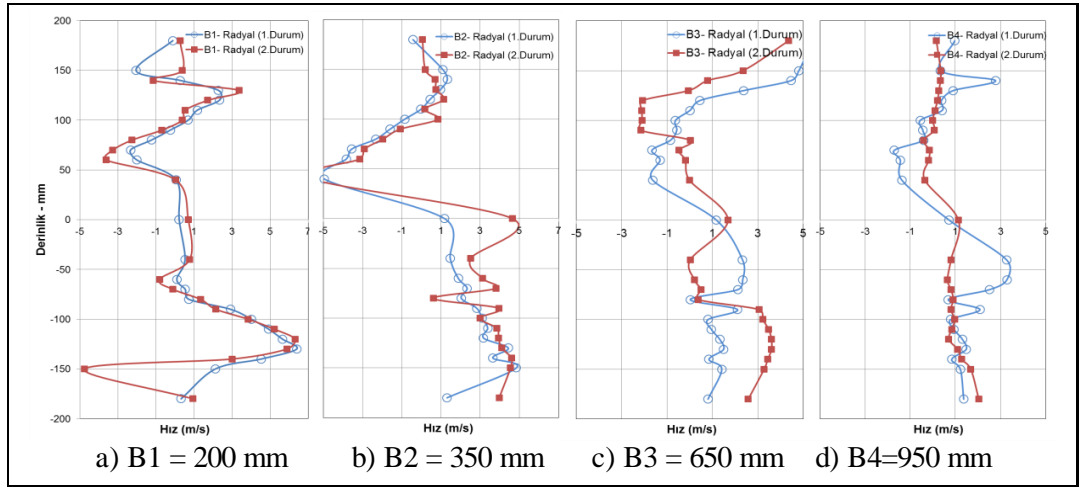 Derinlik - mm
200
150
100
50
0
-50
-100
-150
-200
B1- Radyal (1.Durum)
B1- Radyal (2.Durum)
-5 -3 -1 1 3 5 7
Hız (m/s)
B2- Radyal (1.Durum)
B2- Radyal (2.Durum)
-5 -3 -1 1 3 5 7
Hız (m/s)
B3- Radyal (1.Durum)
B3- Radyal (2.Durum)
-5 -3 -1 1 3 5
Hız (m/s)
B4- Radyal (1.Durum)
B4- Radyal (2.Durum)
-5 -3 -1 1 3 5
Hız (m/s)
a) B1 = 200 mm b) B2 = 350 mm c) B3 = 650 mm d) B4=950 mm